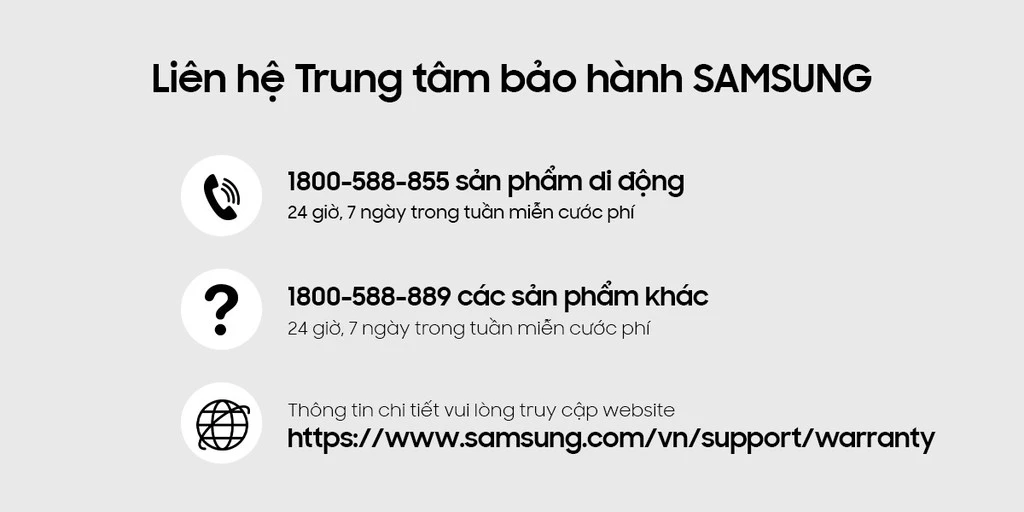 Liên hệ Trung tâm bảo hành SAMSUNG
1800-588-855 sản phẩm di động
24 giờ, 7 ngày trong tuần miễn cước phí
1800-588-889 các sản phẩm khác
24 giờ, 7 ngày trong tuần miễn cước phí
Thông tin chi tiết vui lòng truy cập website
https://www.samsung.com/vn/support/warranty